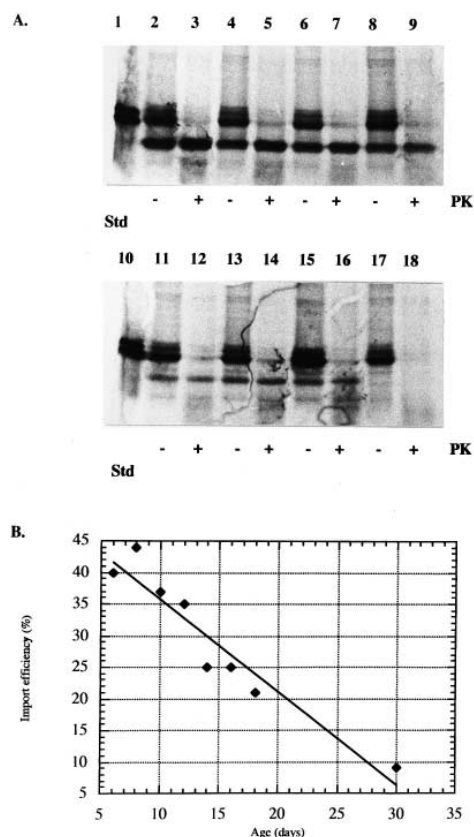 A.
1 2 3 4 5 6 7 8 9
- + - + - + - + PK
Std
10 11 12 13 14 15 16 17 18
- + - + - + - + PK
Std
B.
45
40
35
30
25
20
15
10
5
Import efficiency (%)
5 10 15 20 25 30 35
Age (days)